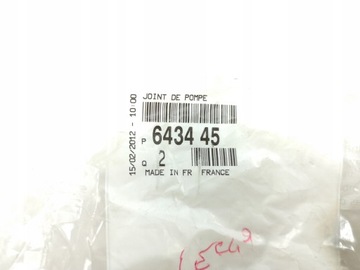 JOINT DE POMPE
P 6434 45
Q 2
MADE IN FR FRANCE
15/02/2012 - 10:00